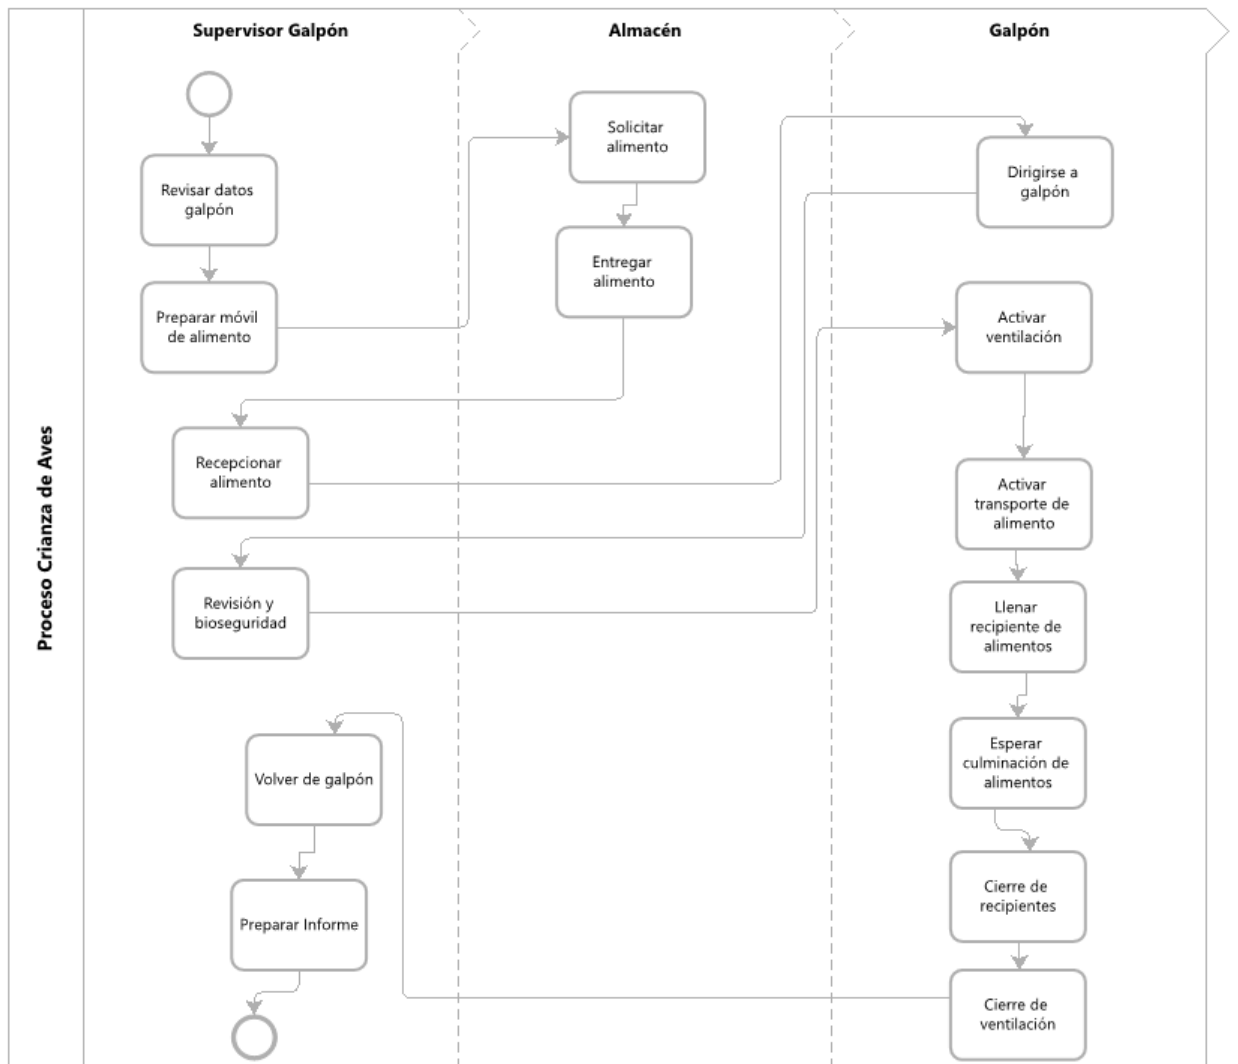 Proceso Crianza de Aves
Supervisor Galpón
Almacén
Galpón
Revisar datos
galpón
Preparar móvil
de alimento
Solicitar
alimento
Entregar
alimento
Recepcionar
alimento
Dirigirse a
galpón
Revisión y
bioseguridad
Activar
ventilación
Activar
transporte de
alimento
Llenar
recipiente de
alimentos
Esperar
culminación de
alimentos
Cierre de
recipientes
Cierre de
ventilación
Volver de galpón
Preparar Informe